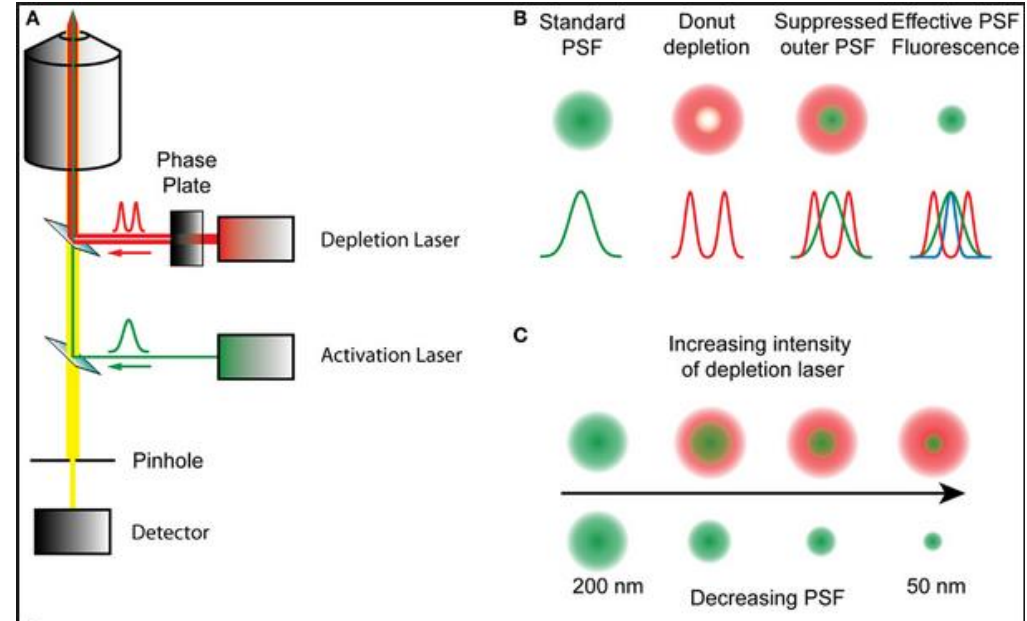 A
Phase
Plate
Depletion Laser
Activation Laser
Pinhole
Detector
B
Standard
PSF
Donut
depletion
Suppressed
outer PSF
Effective PSF
Fluorescence
C
Increasing intensity
of depletion laser
200 nm
Decreasing PSF
50 nm